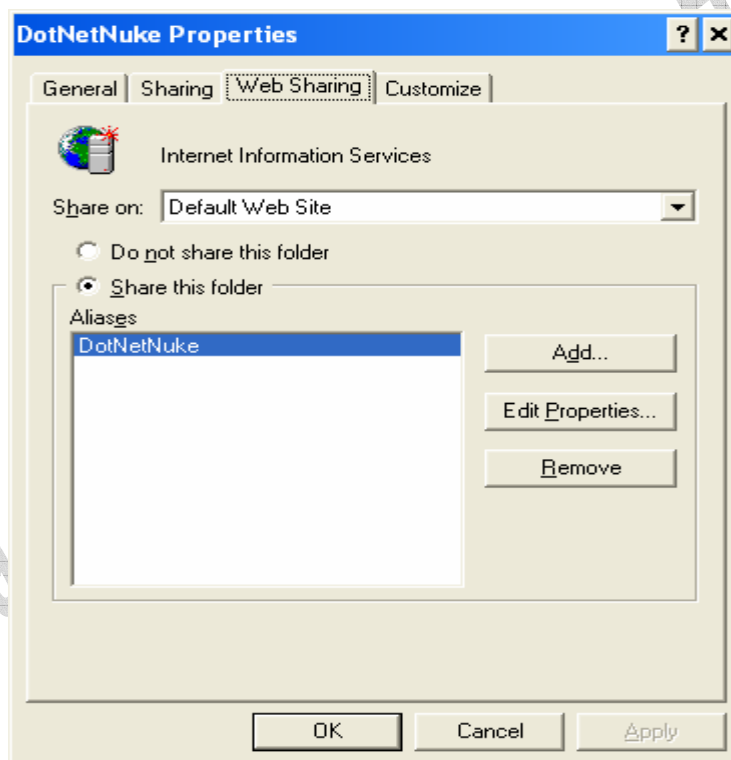 DotNetNuke Properties
General Sharing Web Sharing Customize
Internet Information Services
Share on: Default Web Site
Do not share this folder
Share this folder
Aliases
DotNetNuke
Add...
Edit Properties...
Remove
OK Cancel Apply